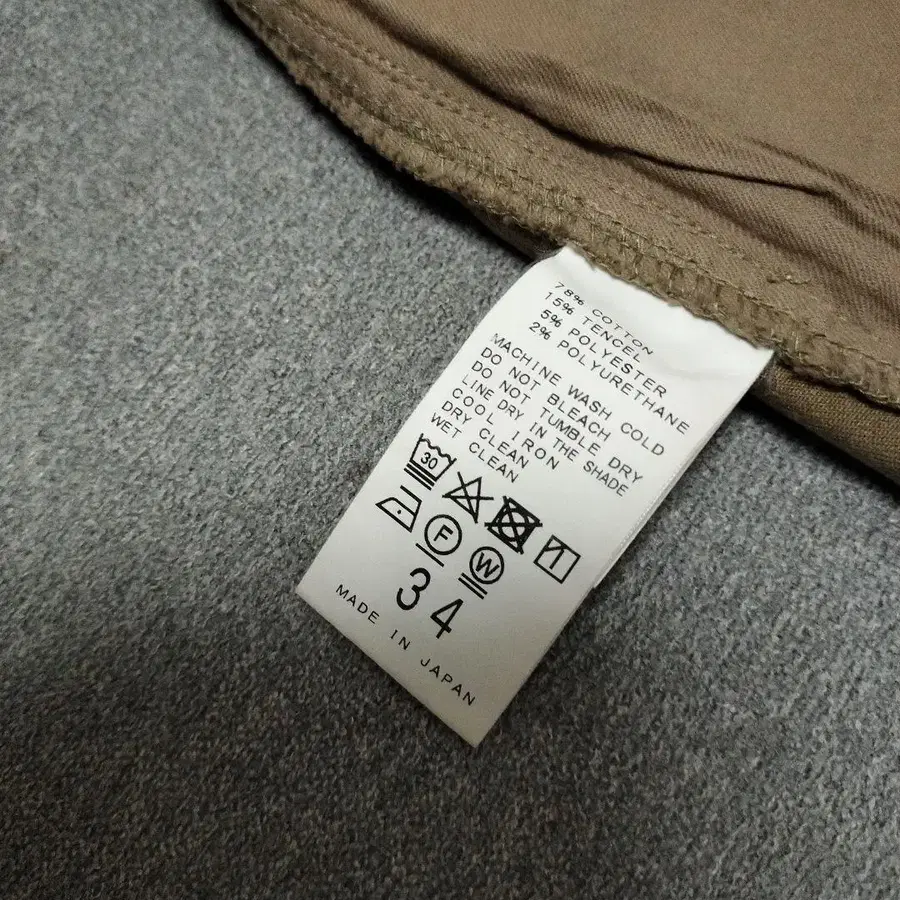 78% COTTON
15% TENCEL
5% POLYESTER
2% POLYURETHANE
MACHINE WASH COLD
DO NOT BLEACH
DO NOT TUMBLE DRY
LINE DRY IN THE SHADE
COOL IRON
DRY CLEAN
WET CLEAN
30
F W
34
MADE IN JAPAN